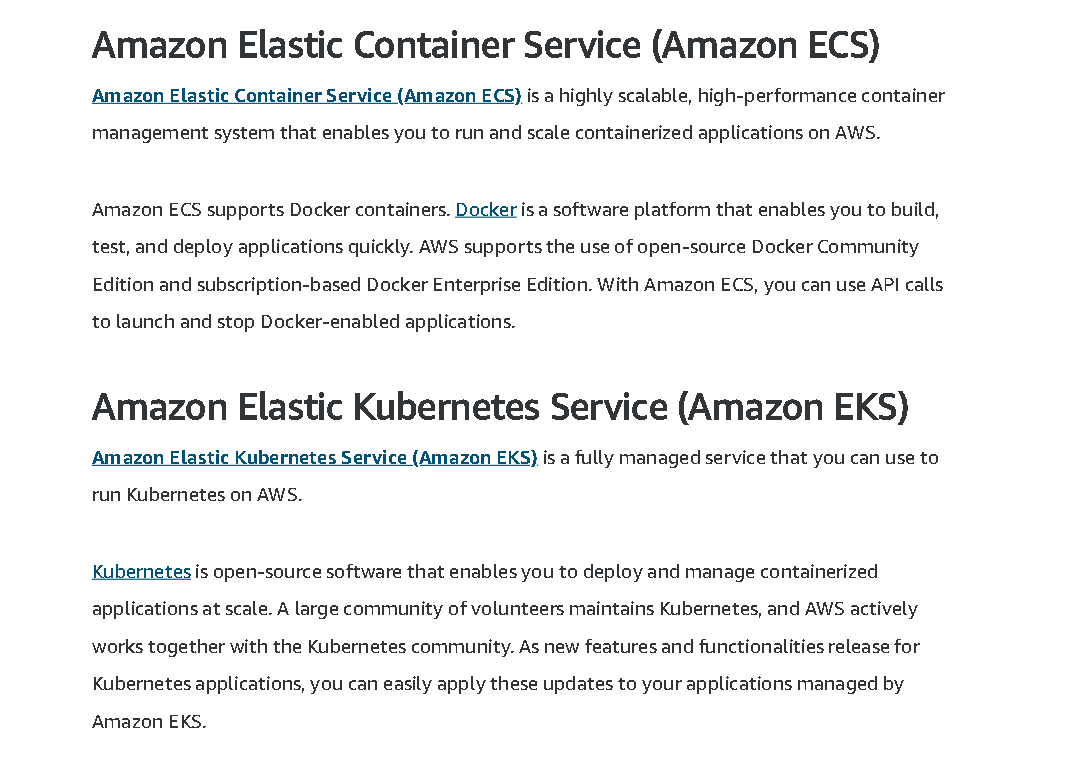 Amazon Elastic Container Service (Amazon ECS)
Amazon Elastic Container Service (Amazon ECS) is a highly scalable, high-performance container
management system that enables you to run and scale containerized applications on AWS.
Amazon ECS supports Docker containers. Docker is a software platform that enables you to build,
test, and deploy applications quickly. AWS supports the use of open-source Docker Community
Edition and subscription-based Docker Enterprise Edition. With Amazon ECS, you can use API calls
to launch and stop Docker-enabled applications.
Amazon Elastic Kubernetes Service (Amazon EKS)
Amazon Elastic Kubernetes Service (Amazon EKS) is a fully managed service that you can use to
run Kubernetes on AWS.
Kubernetes is open-source software that enables you to deploy and manage containerized
applications at scale. A large community of volunteers maintains Kubernetes, and AWS actively
works together with the Kubernetes community. As new features and functionalities release for
Kubernetes applications, you can easily apply these updates to your applications managed by
Amazon EKS.